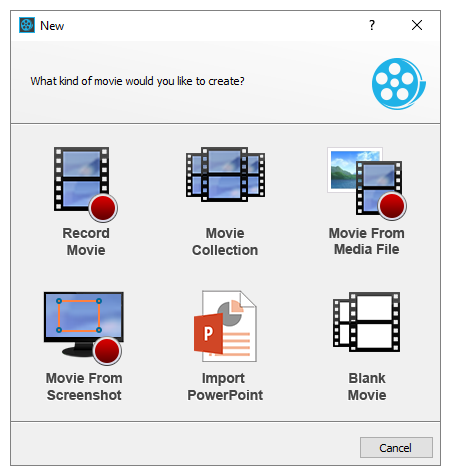 New
?
What kind of movie would you like to create?
Record
Movie
Movie
Collection
Movie From
Media File
Movie From
Screenshot
P
Import
PowerPoint
Blank
Movie
Cancel